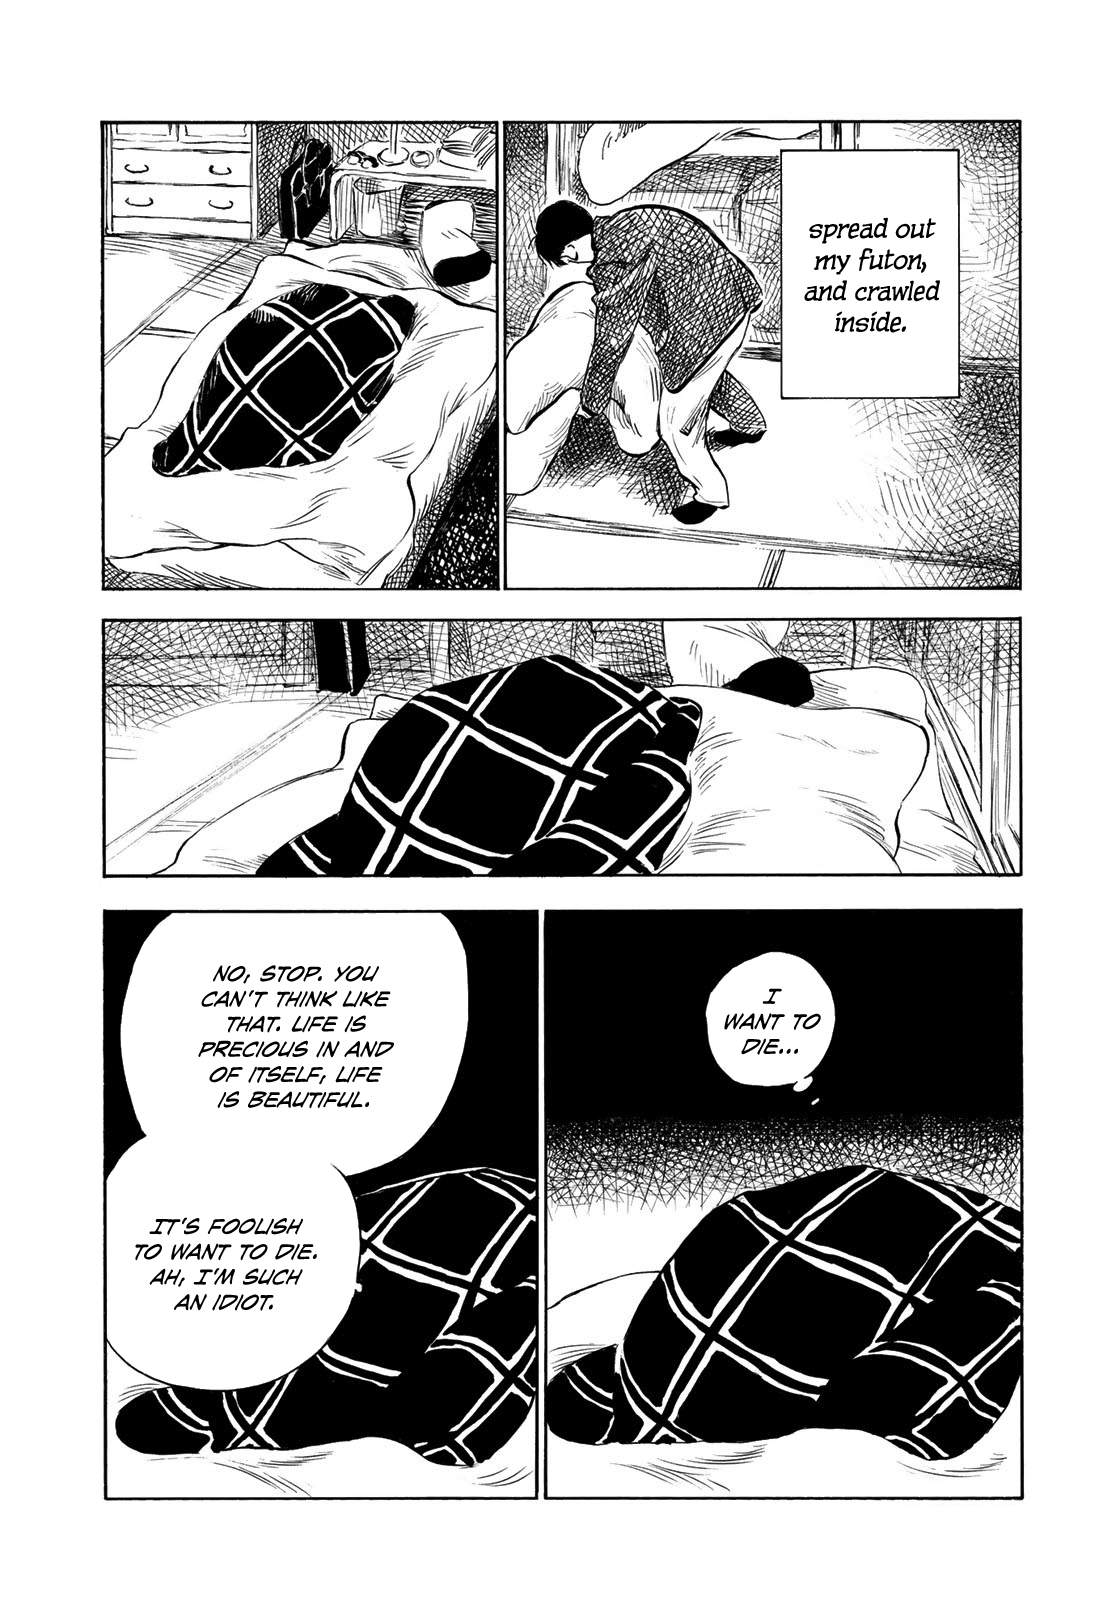 spread out
my futon,
and crawled
inside.
I
WANT TO
DIE...
NO, STOP. YOU
CAN'T THINK LIKE
THAT. LIFE IS
PRECIOUS IN AND
OF ITSELF; LIFE
IS BEAUTIFUL.
IT'S FOOLISH
TO WANT TO DIE.
AH, I'M SUCH
AN IDIOT.